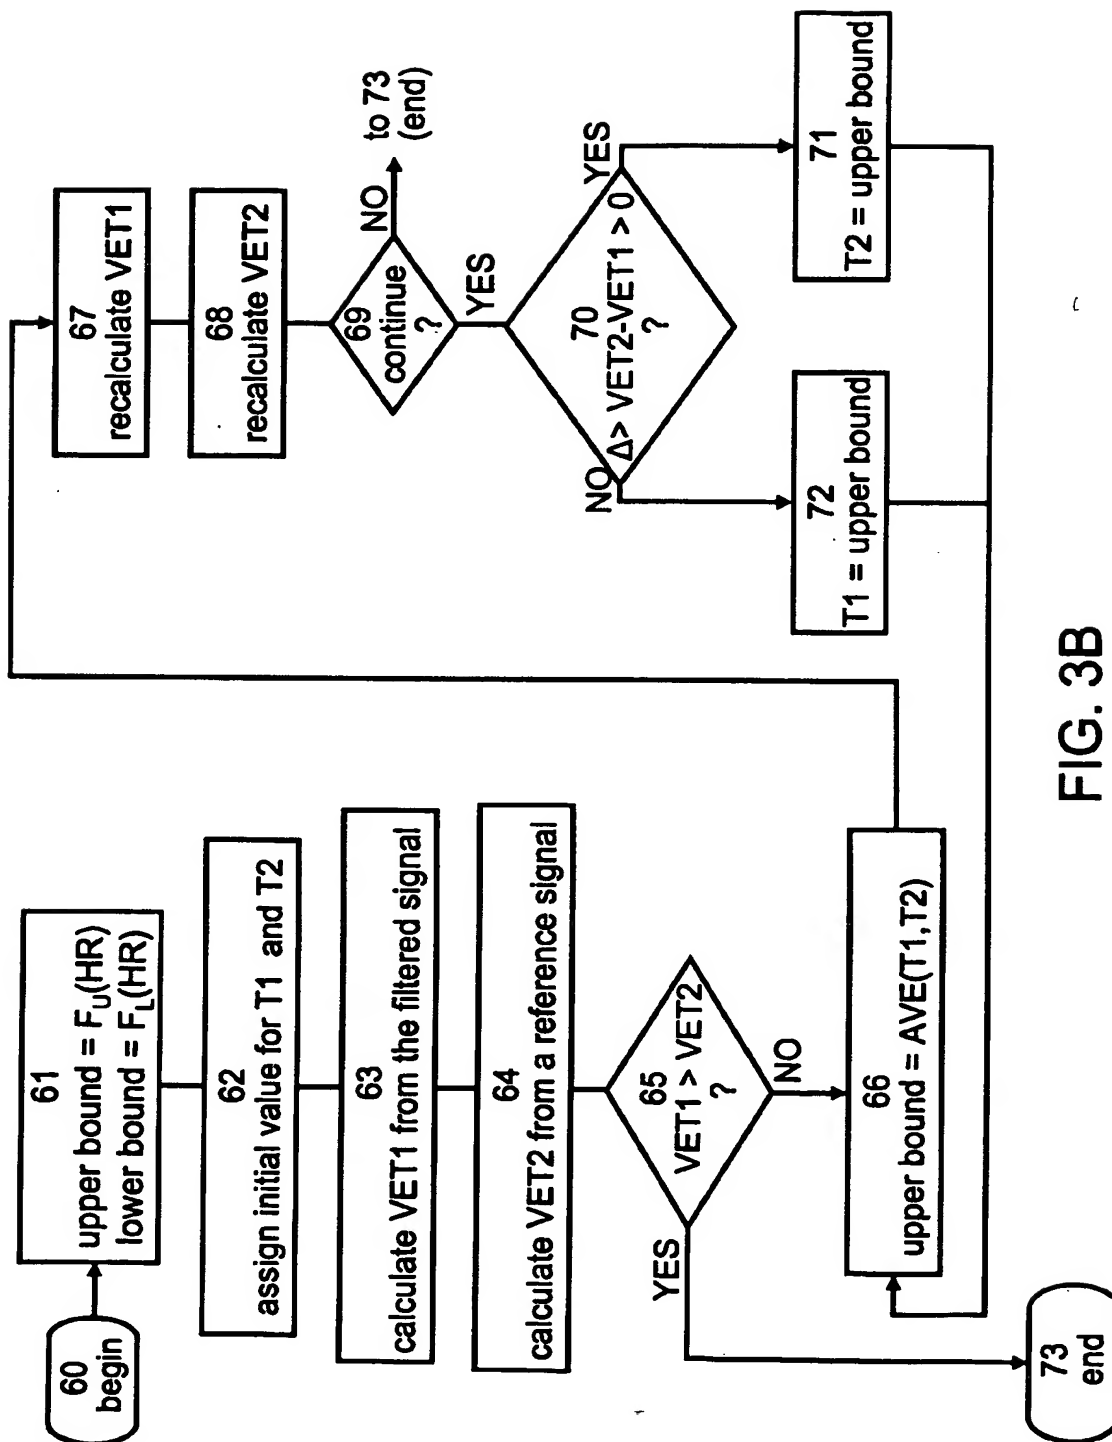 60
begin
61
upper bound = F_U(HR)
lower bound = F_L(HR)
62
assign initial value for T1 and T2
63
calculate VET1 from the filtered signal
64
calculate VET2 from a reference signal
65
VET1 > VET2
?
YES
NO
73
end
66
upper bound = AVE(T1,T2)
67
recalculate VET1
68
recalculate VET2
69
continue
?
NO
to 73
(end)
YES
70
Δ> VET2-VET1 > 0
?
NO
YES
72
T1 = upper bound
71
T2 = upper bound
FIG. 3B